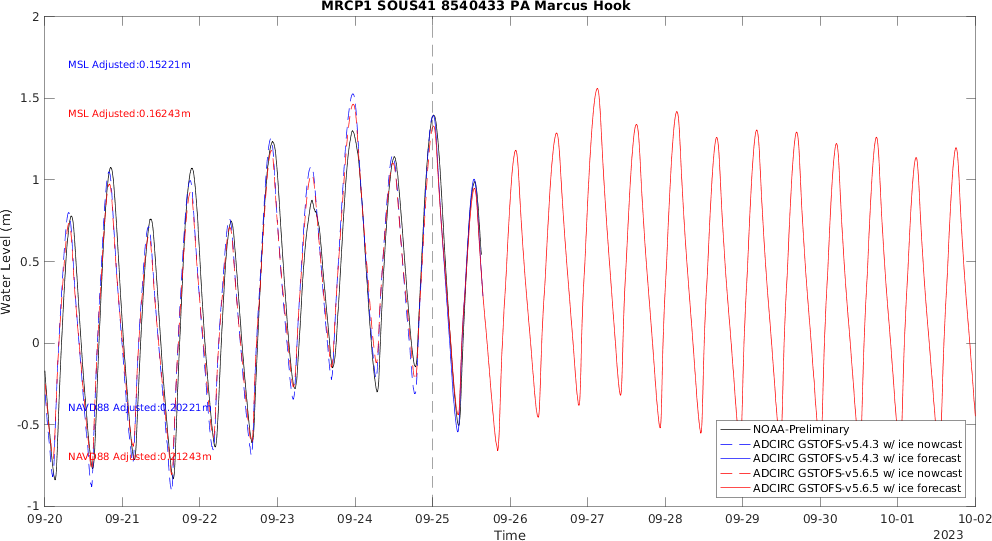 MRCP1 SOUS41 8540433 PA Marcus Hook
2
1.5
1
0.5
0
-0.5
-1
Water Level (m)
MSL Adjusted:0.15221m
MSL Adjusted:0.16243m
NAVD88 Adjusted:0.20221m
NAVD88 Adjusted:0.21243m
NOAA-Preliminary
ADCIRC GSTOFS-v5.4.3 w/ ice nowcast
ADCIRC GSTOFS-v5.4.3 w/ ice forecast
ADCIRC GSTOFS-v5.6.5 w/ ice nowcast
ADCIRC GSTOFS-v5.6.5 w/ ice forecast
09-20 09-21 09-22 09-23 09-24 09-25 09-26 09-27 09-28 09-29 09-30 10-01 10-02
Time
2023